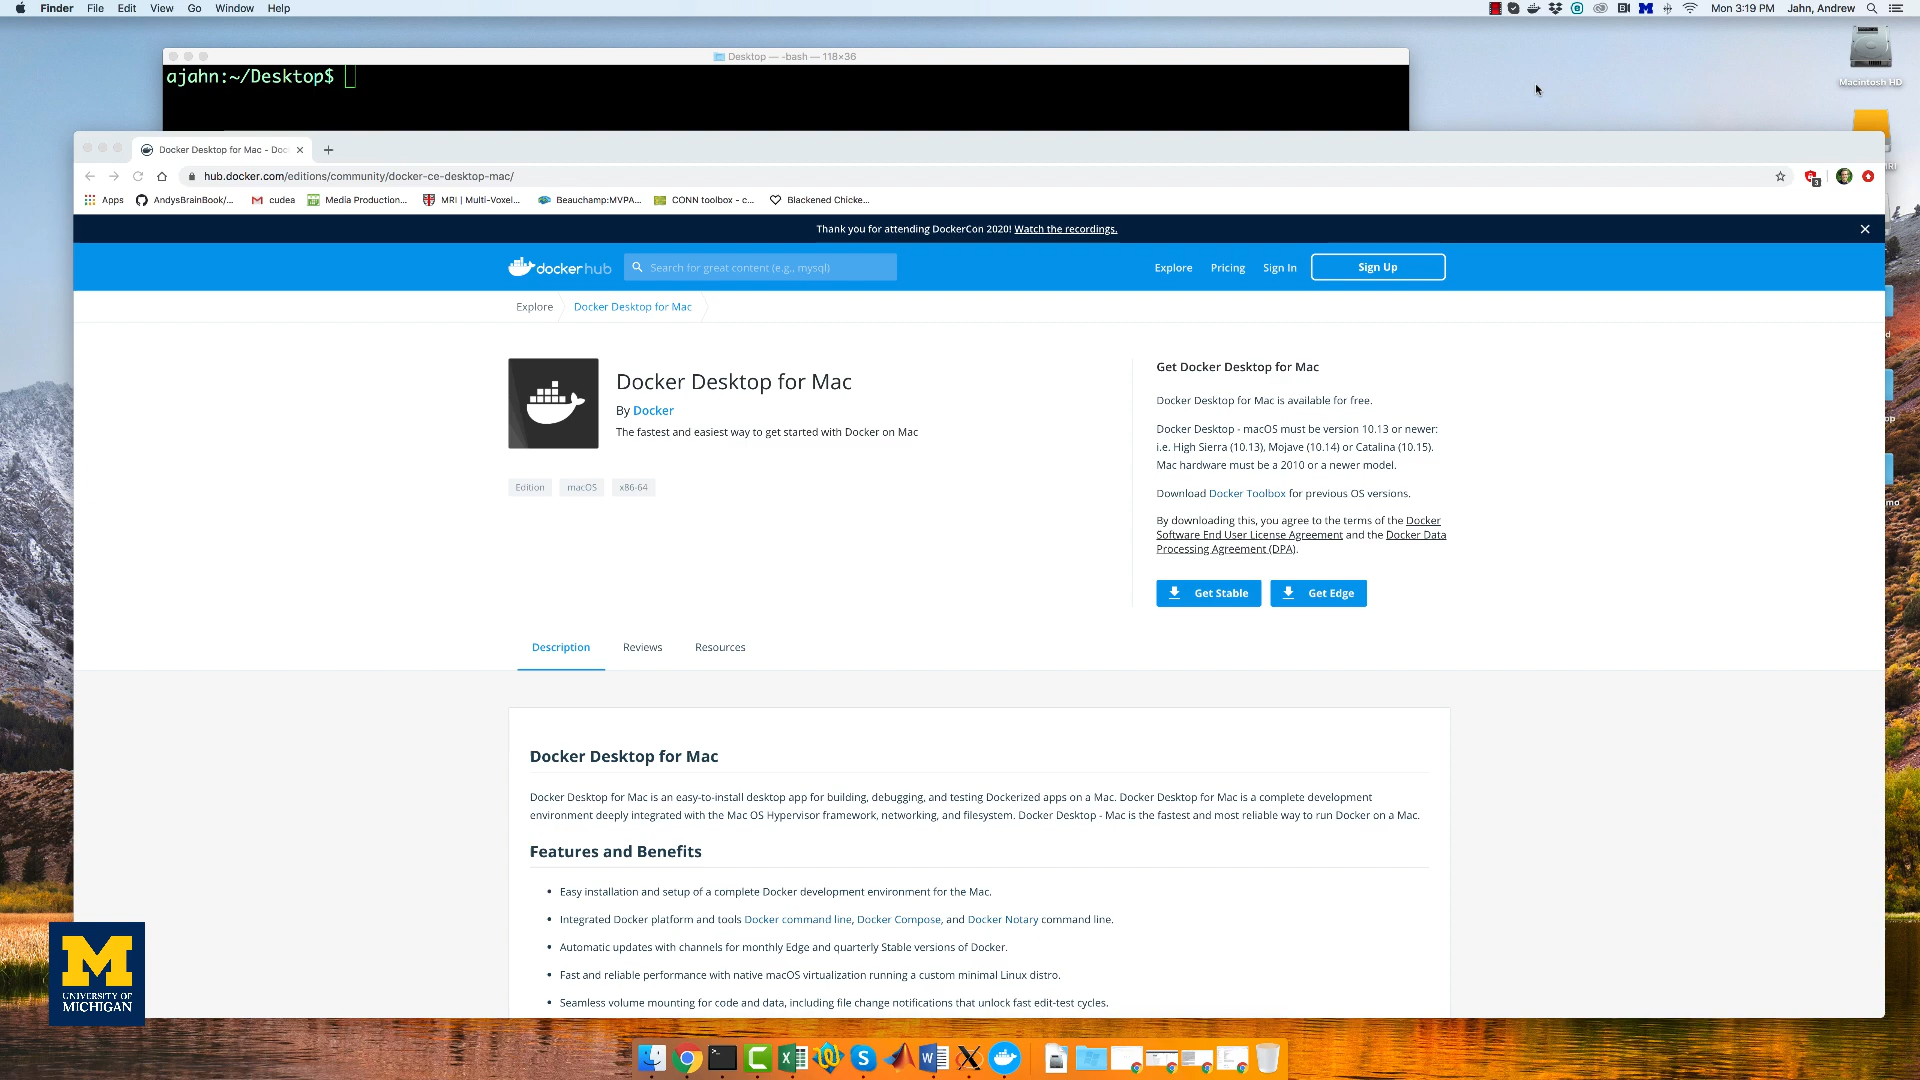 Finder File Edit View Go Window Help
Mon 3:19 PM Jahn, Andrew
Desktop — -bash — 118×36
ajahn:~/Desktop$
Macintosh HD
Docker Desktop for Mac - Doc
hub.docker.com/editions/community/docker-ce-desktop-mac/
3
Apps AndysBrainBook/... cudea Media Production... MRI | Multi-Voxel... Beauchamp:MVPA... CONN toolbox - c... Blackened Chicke...
Thank you for attending DockerCon 2020! Watch the recordings.
dockerhub Search for great content (e.g., mysql) Explore Pricing Sign In Sign Up
Explore Docker Desktop for Mac
Docker Desktop for Mac
By Docker
The fastest and easiest way to get started with Docker on Mac
Edition macOS x86-64
Get Docker Desktop for Mac
Docker Desktop for Mac is available for free.
Docker Desktop - macOS must be version 10.13 or newer:
i.e. High Sierra (10.13), Mojave (10.14) or Catalina (10.15).
Mac hardware must be a 2010 or a newer model.
Download Docker Toolbox for previous OS versions.
By downloading this, you agree to the terms of the Docker
Software End User License Agreement and the Docker Data
Processing Agreement (DPA).
Get Stable Get Edge
Description Reviews Resources
Docker Desktop for Mac
Docker Desktop for Mac is an easy-to-install desktop app for building, debugging, and testing Dockerized apps on a Mac. Docker Desktop for Mac is a complete development
environment deeply integrated with the Mac OS Hypervisor framework, networking, and filesystem. Docker Desktop - Mac is the fastest and most reliable way to run Docker on a Mac.
Features and Benefits
• Easy installation and setup of a complete Docker development environment for the Mac.
• Integrated Docker platform and tools Docker command line, Docker Compose, and Docker Notary command line.
• Automatic updates with channels for monthly Edge and quarterly Stable versions of Docker.
• Fast and reliable performance with native macOS virtualization running a custom minimal Linux distro.
• Seamless volume mounting for code and data, including file change notifications that unlock fast edit-test cycles.
M
UNIVERSITY OF
MICHIGAN